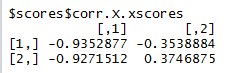 $scores$corr.X.xscores
           [,1]       [,2]
[1,] -0.9352877 -0.3538884
[2,] -0.9271512  0.3746875